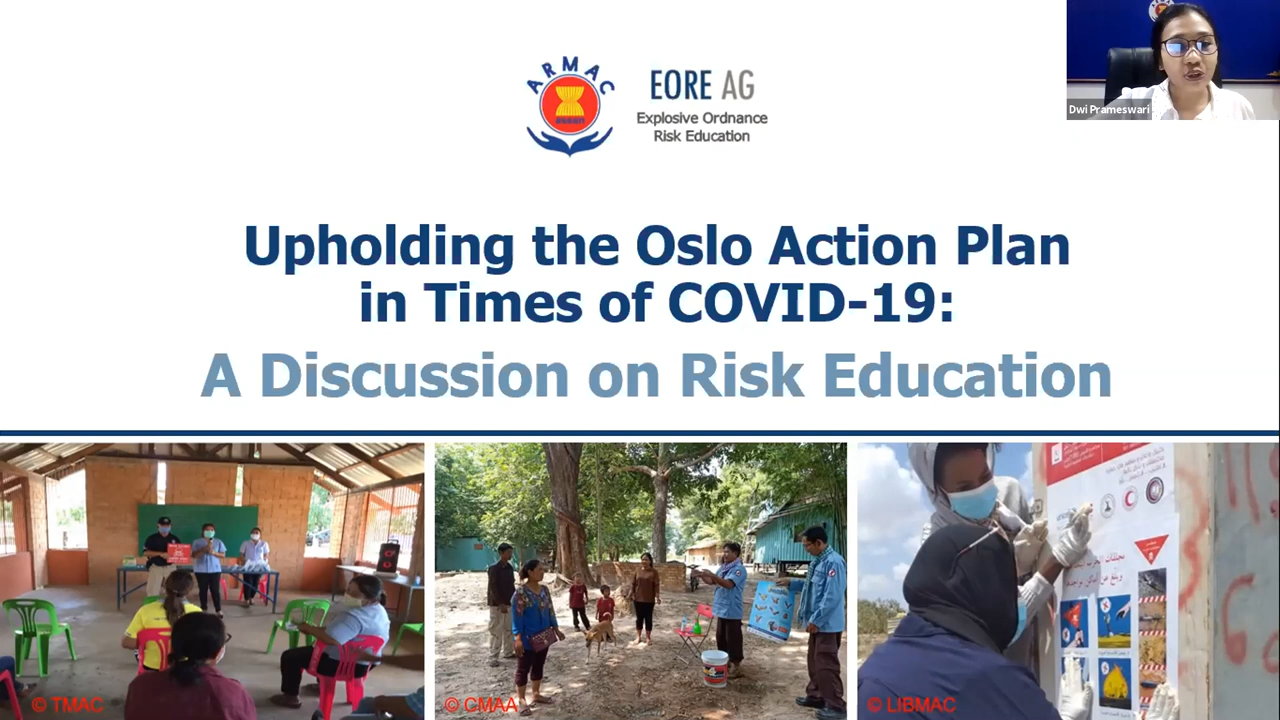 ARMAC
EORE AG
Explosive Ordnance
Risk Education
Dwi Prameswari
Upholding the Oslo Action Plan
in Times of COVID-19:
A Discussion on Risk Education
© TMAC
© CMAA
© LIBMAC